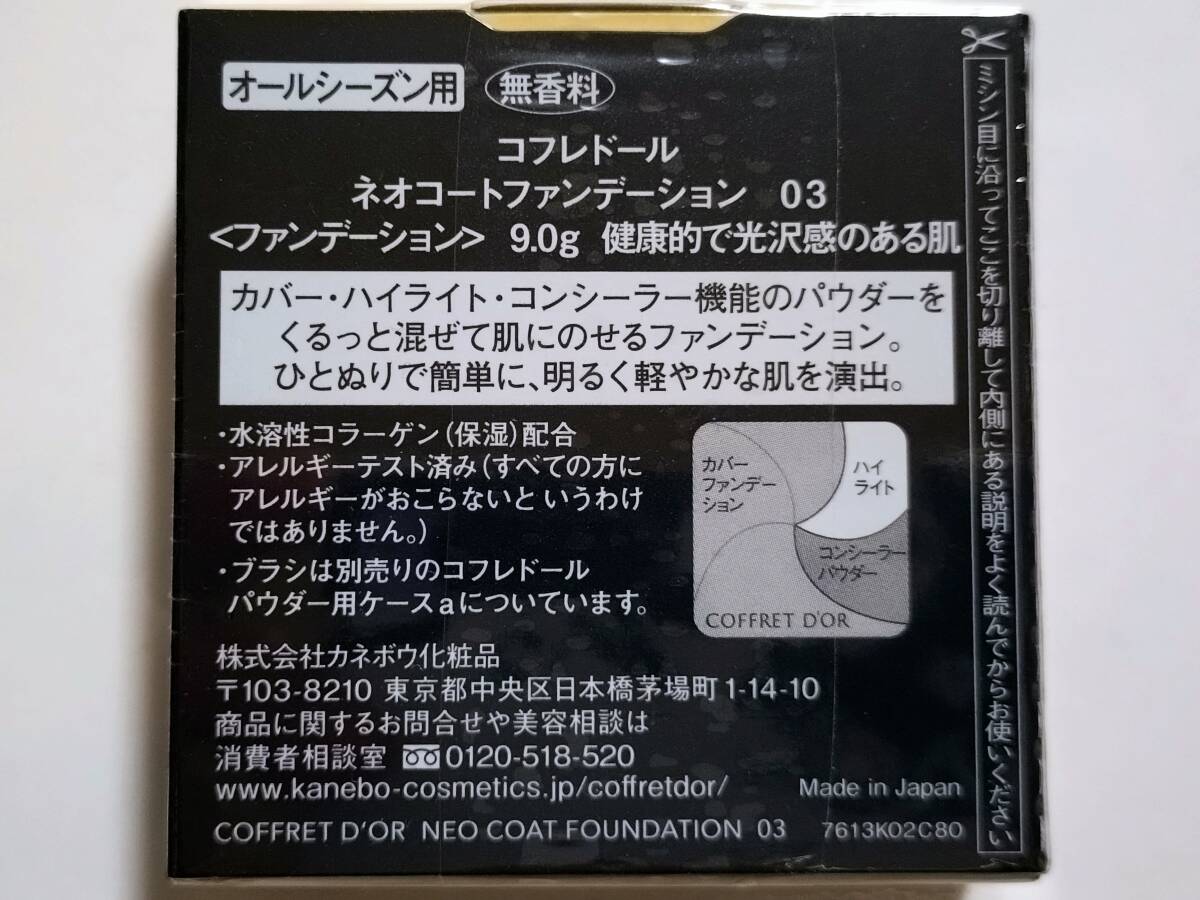 オールシーズン用 無香料
コフレドール
ネオコートファンデーション 03
<ファンデーション> 9.0g 健康的で光沢感のある肌
カバー・ハイライト・コンシーラー機能のパウダーを
くるっと混ぜて肌にのせるファンデーション。
ひとぬりで簡単に、明るく軽やかな肌を演出。
・水溶性コラーゲン(保湿)配合
・アレルギーテスト済み(すべての方に
アレルギーがおこらないというわけ
ではありません。)
・ブラシは別売りのコフレドール
パウダー用ケースaについています。
カバー
ファンデー
ション
ハイ
ライト
コンシーラー
パウダー
COFFRET D'OR
株式会社カネボウ化粧品
〒103-8210 東京都中央区日本橋茅場町1-14-10
商品に関するお問合せや美容相談は
消費者相談室 0120-518-520
www.kanebo-cosmetics.jp/coffretdor/ Made in Japan
COFFRET D'OR NEO COAT FOUNDATION 03 7613K02C80
ミシン目に沿ってここを切り離して内側にある説明をよく読んでからお使いください